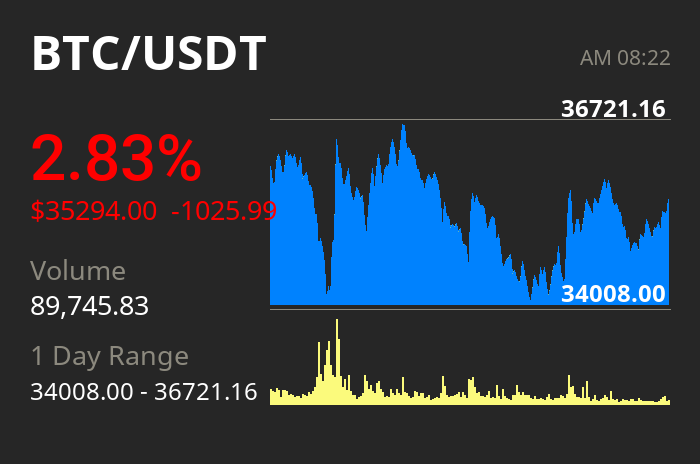 BTC/USDT
AM 08:22
36721.16
2.83%
$35294.00 -1025.99
Volume
89,745.83
34008.00
1 Day Range
34008.00 - 36721.16